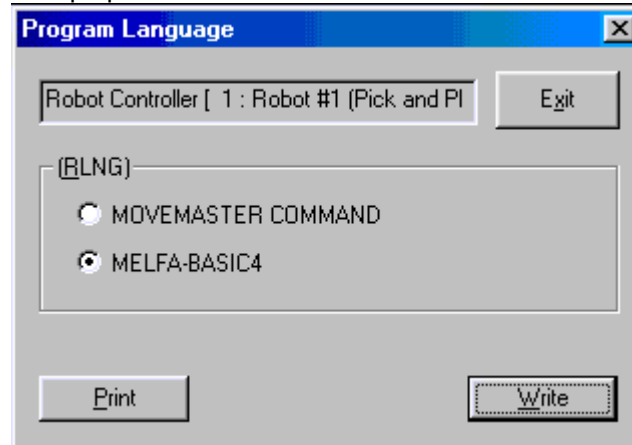 Program Language
Robot Controller [ 1 : Robot #1 (Pick and Pl
Exit
(RLNG)
MOVEMASTER COMMAND
MELFA-BASIC4
Print
Write